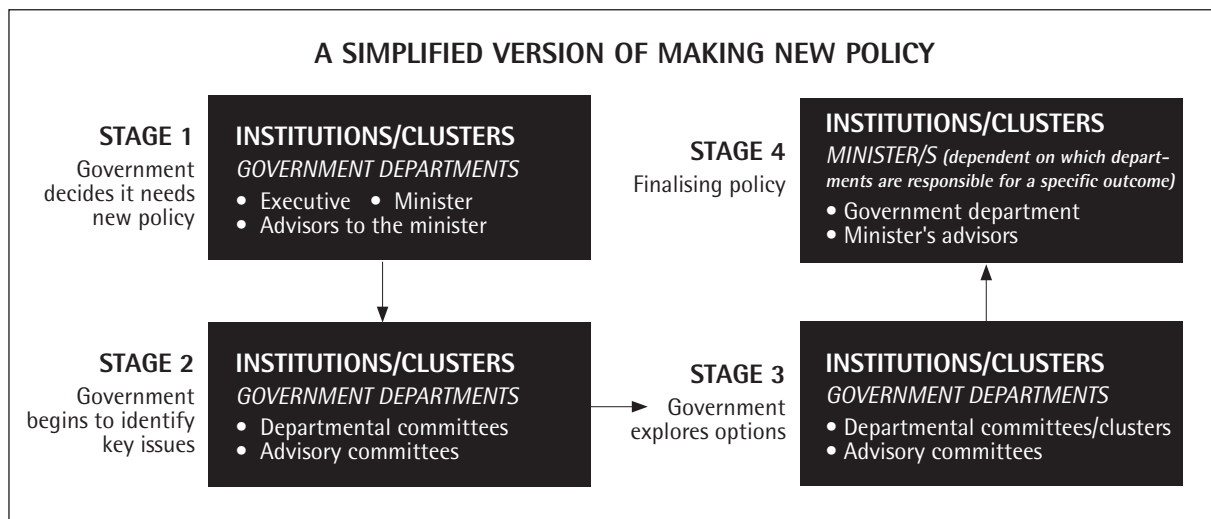 A SIMPLIFIED VERSION OF MAKING NEW POLICY
STAGE 1
Government
decides it needs
new policy
INSTITUTIONS/CLUSTERS
GOVERNMENT DEPARTMENTS
• Executive • Minister
• Advisors to the minister
STAGE 2
Government
begins to identify
key issues
INSTITUTIONS/CLUSTERS
GOVERNMENT DEPARTMENTS
• Departmental committees
• Advisory committees
STAGE 3
Government
explores options
INSTITUTIONS/CLUSTERS
GOVERNMENT DEPARTMENTS
• Departmental committees/clusters
• Advisory committees
STAGE 4
Finalising policy
INSTITUTIONS/CLUSTERS
MINISTER/S (dependent on which depart-
ments are responsible for a specific outcome)
• Government department
• Minister's advisors